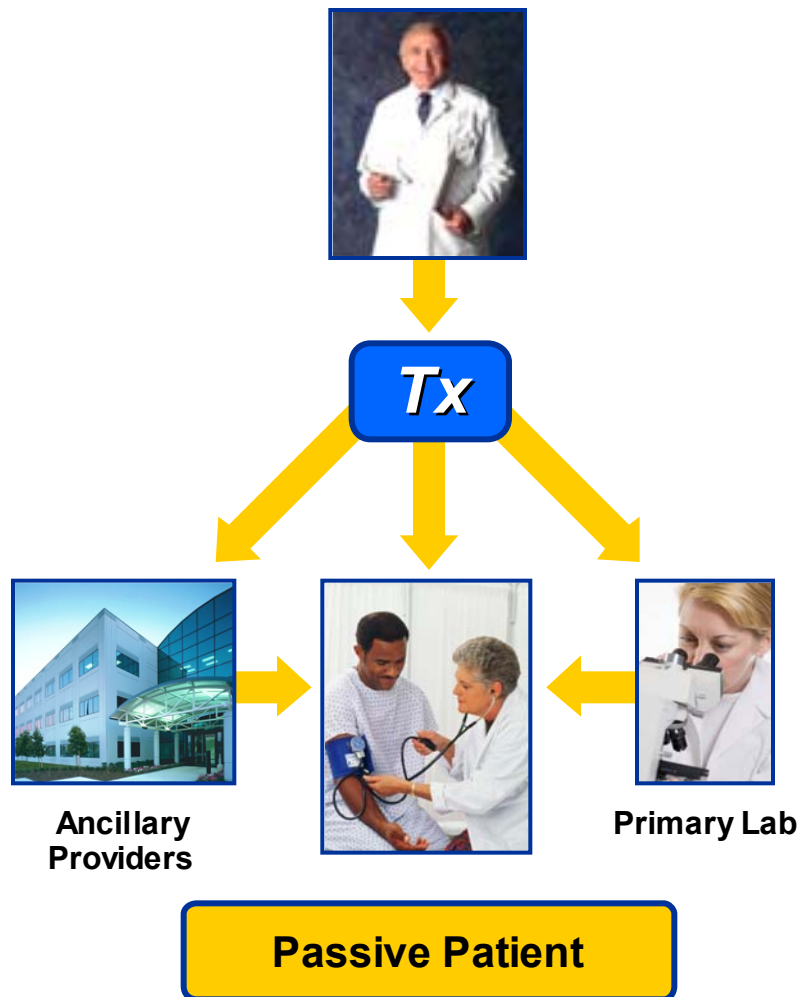 Tx
Ancillary
Providers
Primary Lab
Passive Patient